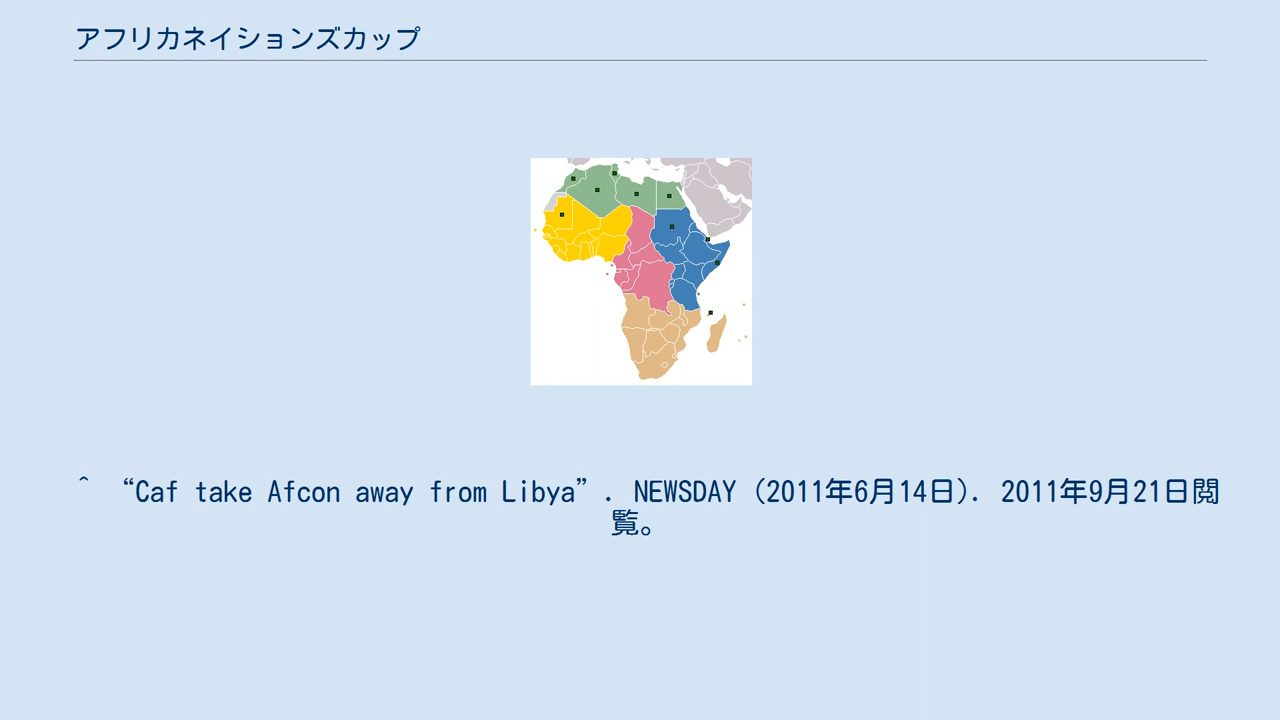 アフリカネイションズカップ
^ “Caf take Afcon away from Libya”. NEWSDAY (2011年6月14日). 2011年9月21日閲
覧。